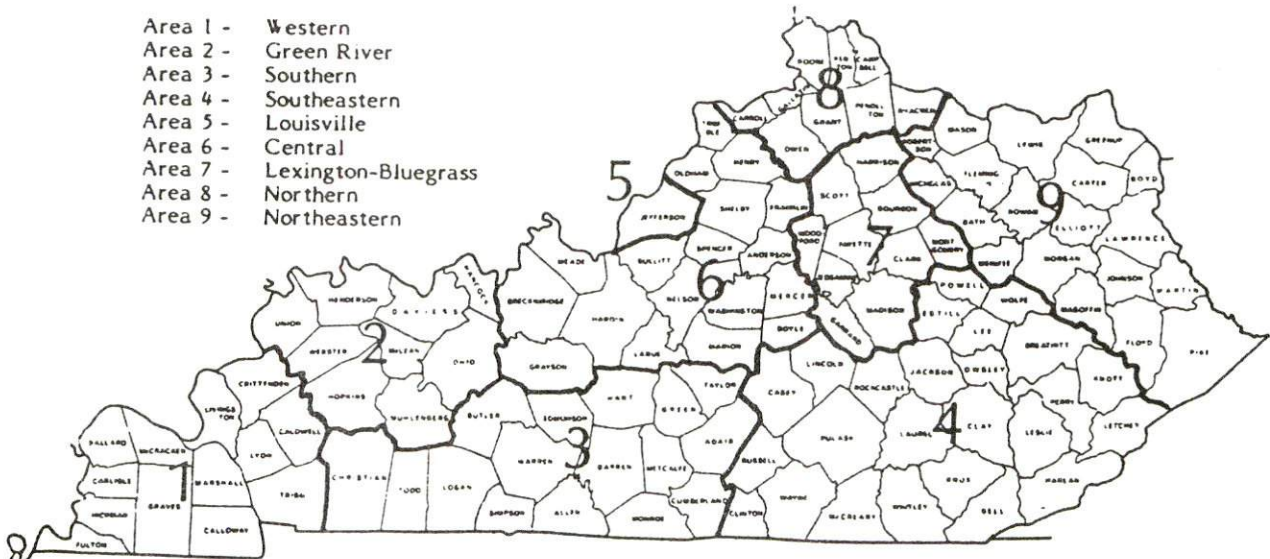 Area 1 - Western
Area 2 - Green River
Area 3 - Southern
Area 4 - Southeastern
Area 5 - Louisville
Area 6 - Central
Area 7 - Lexington-Bluegrass
Area 8 - Northern
Area 9 - Northeastern
8
BOONE
CAMP BELL
GRANT
PENDLETON
BRACKEN
CARROLL
OWEN
MASON
LEWIS
GREENUP
ROBERTSON
HARRISON
FLEMING
CARTER
BOYD
9
5
OLDHAM
HENRY
NICHOLAS
ROWAN
ELLIOTT
SCOTT
BOURBON
BATH
LAWRENCE
JEFFERSON
SHELBY
FRANKLIN
WOODFORD
FAYETTE
7
CLARK
MONTGOMERY
MENIFEE
MORGAN
JOHNSON
MARTIN
SPENCER
ANDERSON
MEADE
BULLITT
6
HANCOCK
BRECKINRIDGE
HARDIN
NELSON
WASHINGTON
MERCER
MADISON
POWELL
WOLFE
MAGOFFIN
HENDERSON
DAVIESS
UNION
ESTILL
LEE
FLOYD
PIKE
WEBSTER
2
McLEAN
OHIO
LARUE
MARION
BOYLE
GARRARD
BREATHITT
GRAYSON
LINCOLN
JACKSON
OWSLEY
KNOTT
CRITTENDEN
HOPKINS
MUHLENBERG
BUTLER
EDMONSON
HART
GREEN
TAYLOR
CASEY
ROCKCASTLE
PERRY
LIVINGSTON
CALDWELL
4
CLAY
LESLIE
LETCHER
BALLARD
McCRACKEN
LYON
WARREN
3
BARREN
METCALFE
ADAIR
PULASKI
LAUREL
CARLISLE
1
MARSHALL
TRIGG
CHRISTIAN
TODD
LOGAN
RUSSELL
HARLAN
GRAVES
SIMPSON
ALLEN
MONROE
CUMBERLAND
CLINTON
WAYNE
McCREARY
WHITLEY
BELL
HICKMAN
CALLOWAY
FULTON